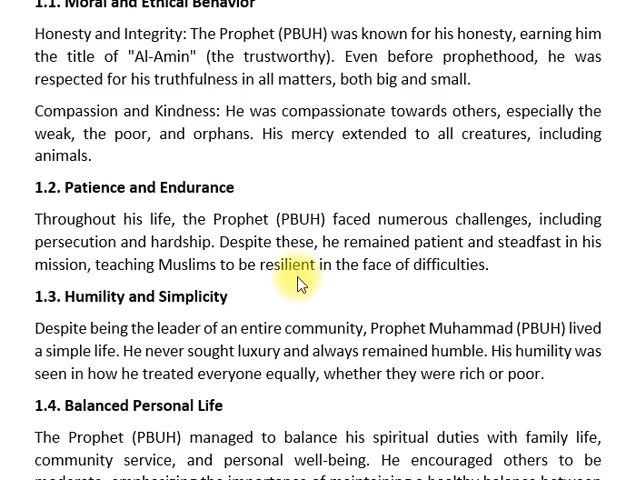 1.1. Moral and Ethical Behavior
Honesty and Integrity: The Prophet (PBUH) was known for his honesty, earning him
the title of "Al-Amin" (the trustworthy). Even before prophethood, he was
respected for his truthfulness in all matters, both big and small.
Compassion and Kindness: He was compassionate towards others, especially the
weak, the poor, and orphans. His mercy extended to all creatures, including
animals.
1.2. Patience and Endurance
Throughout his life, the Prophet (PBUH) faced numerous challenges, including
persecution and hardship. Despite these, he remained patient and steadfast in his
mission, teaching Muslims to be resilient in the face of difficulties.
1.3. Humility and Simplicity
Despite being the leader of an entire community, Prophet Muhammad (PBUH) lived
a simple life. He never sought luxury and always remained humble. His humility was
seen in how he treated everyone equally, whether they were rich or poor.
1.4. Balanced Personal Life
The Prophet (PBUH) managed to balance his spiritual duties with family life,
community service, and personal well-being. He encouraged others to be
moderate, emphasizing the importance of maintaining a healthy balance between